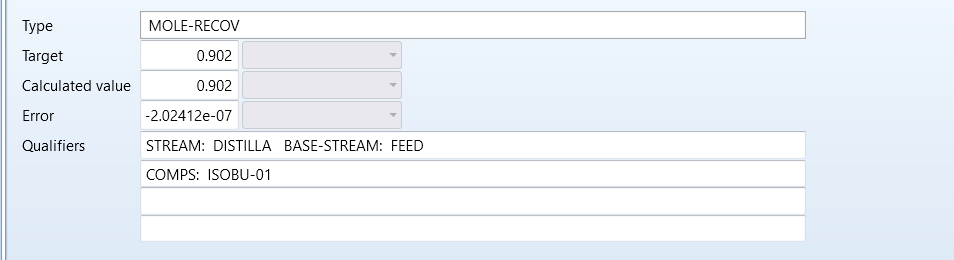 Type MOLE-RECOV
Target 0.902
Calculated value 0.902
Error -2.02412e-07
Qualifiers STREAM: DISTILLA BASE-STREAM: FEED
COMPS: ISOBU-01